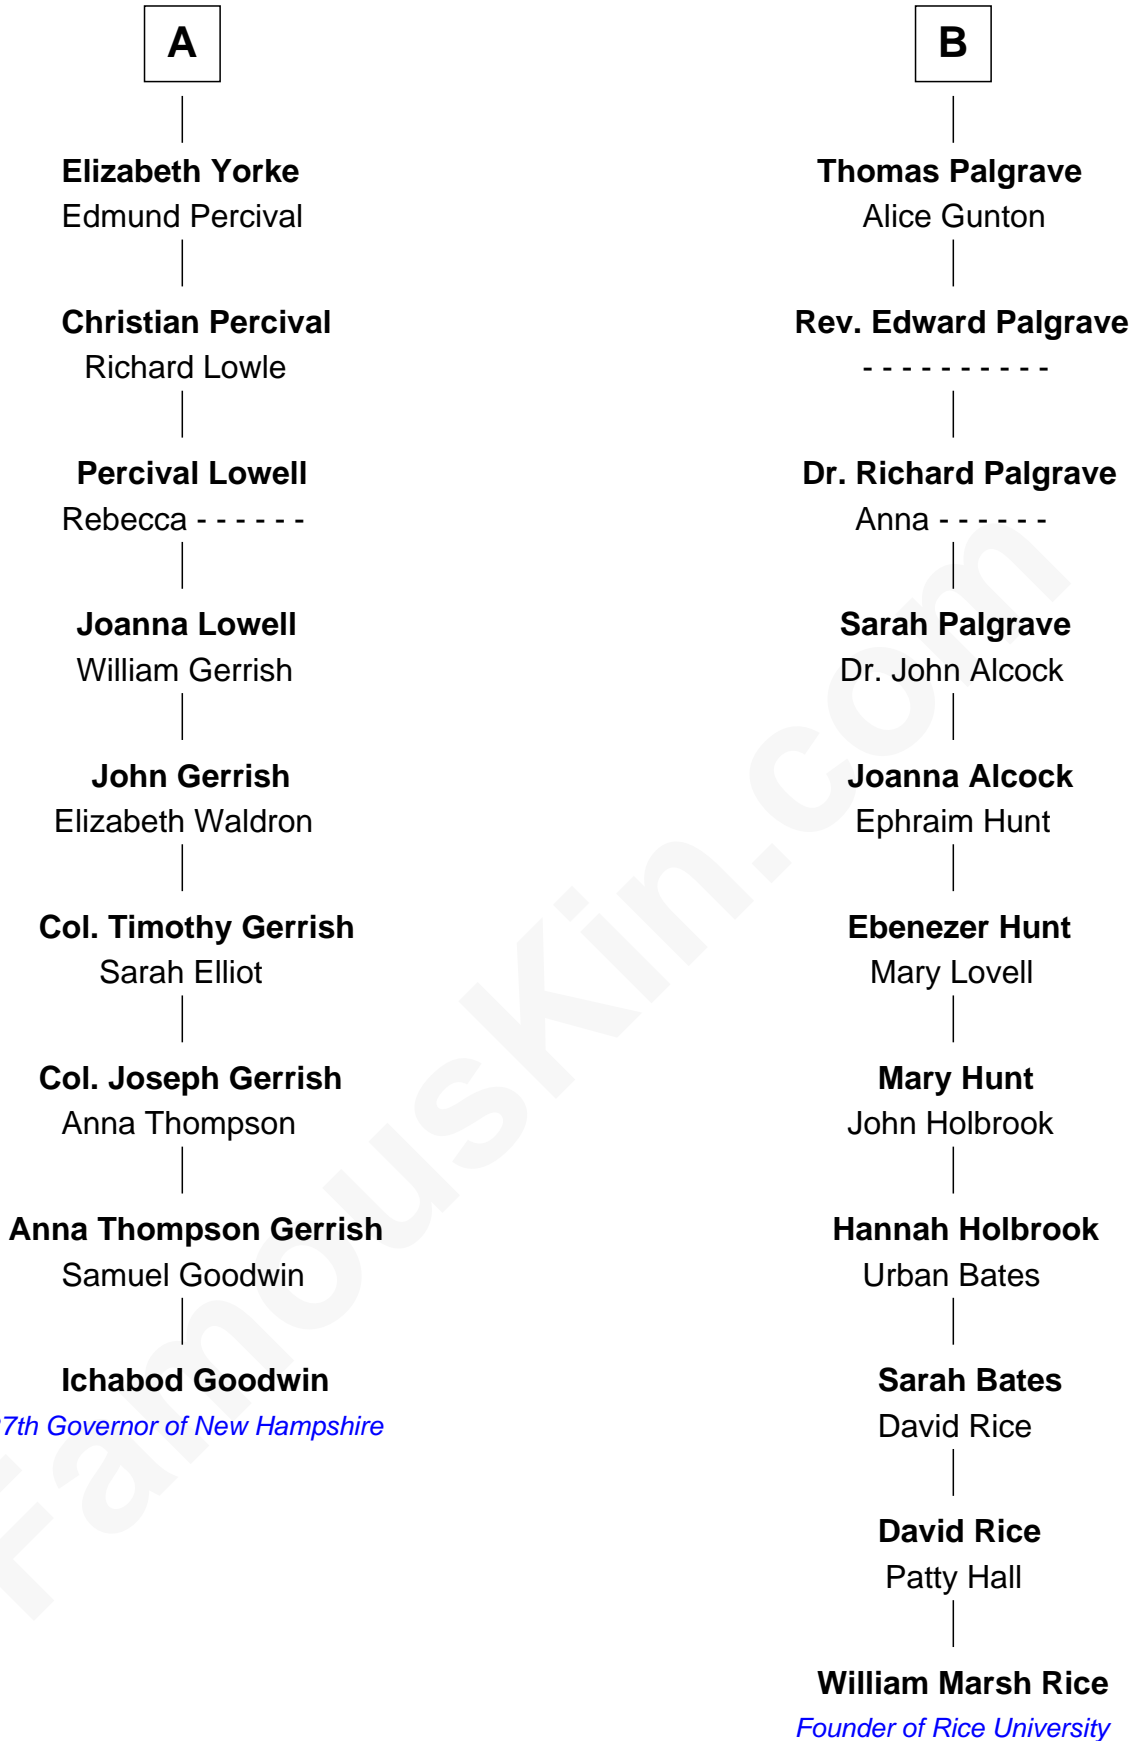 A
Elizabeth Yorke
Edmund Percival
Christian Percival
Richard Lowle
Percival Lowell
Rebecca - - - - - -
Joanna Lowell
William Gerrish
John Gerrish
Elizabeth Waldron
Col. Timothy Gerrish
Sarah Elliot
Col. Joseph Gerrish
Anna Thompson
Anna Thompson Gerrish
Samuel Goodwin
Ichabod Goodwin
7th Governor of New Hampshire
B
Thomas Palgrave
Alice Gunton
Rev. Edward Palgrave
- - - - - - - - - -
Dr. Richard Palgrave
Anna - - - - - -
Sarah Palgrave
Dr. John Alcock
Joanna Alcock
Ephraim Hunt
Ebenezer Hunt
Mary Lovell
Mary Hunt
John Holbrook
Hannah Holbrook
Urban Bates
Sarah Bates
David Rice
David Rice
Patty Hall
William Marsh Rice
Founder of Rice University
FamousKin.com